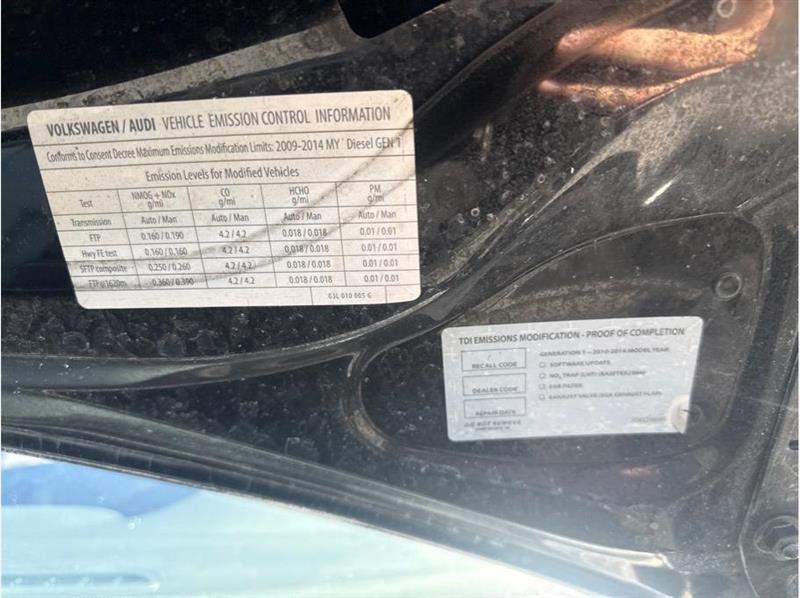 VOLKSWAGEN / AUDI VEHICLE EMISSION CONTROL INFORMATION
Conforms to Consent Decree Maximum Emissions Modification Limits: 2009-2014 MY Diesel GEN 1
Emission Levels for Modified Vehicles
Test NMOG + NOx g/mi CO g/mi HCHO g/mi PM g/mi
Transmission Auto / Man Auto / Man Auto / Man Auto / Man
FTP 0.160 / 0.190 4.2 / 4.2 0.018 / 0.018 0.01 / 0.01
Hwy FE test 0.160 / 0.160 4.2 / 4.2 0.018 / 0.018 0.01 / 0.01
SFTP composite 0.250 / 0.260 4.2 / 4.2 0.018 / 0.018 0.01 / 0.01
FTP @1620m 0.360 / 0.390 4.2 / 4.2 0.018 / 0.018 0.01 / 0.01
03L 010 005 G
TDI EMISSIONS MODIFICATION - PROOF OF COMPLETION
RECALL CODE
DEALER CODE
REPAIR DATE
DO NOT REMOVE
GENERATION 1 – 2010-2014 MODEL YEAR
SOFTWARE UPDATE
EGR FILTER